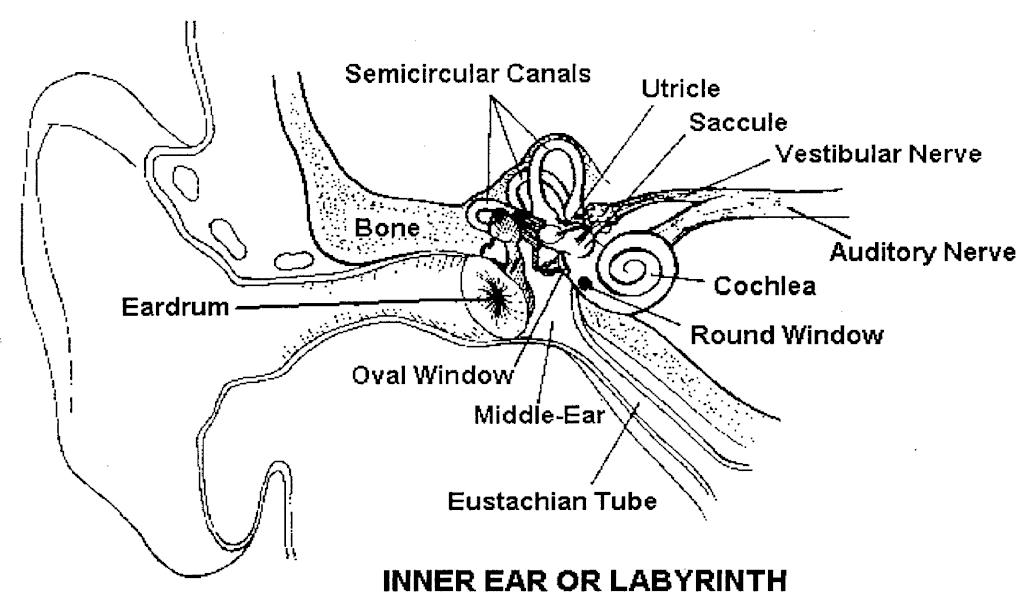 Semicircular Canals
Utricle
Saccule
Vestibular Nerve
Bone
Auditory Nerve
Cochlea
Eardrum
Round Window
Oval Window
Middle-Ear
Eustachian Tube
INNER EAR OR LABYRINTH